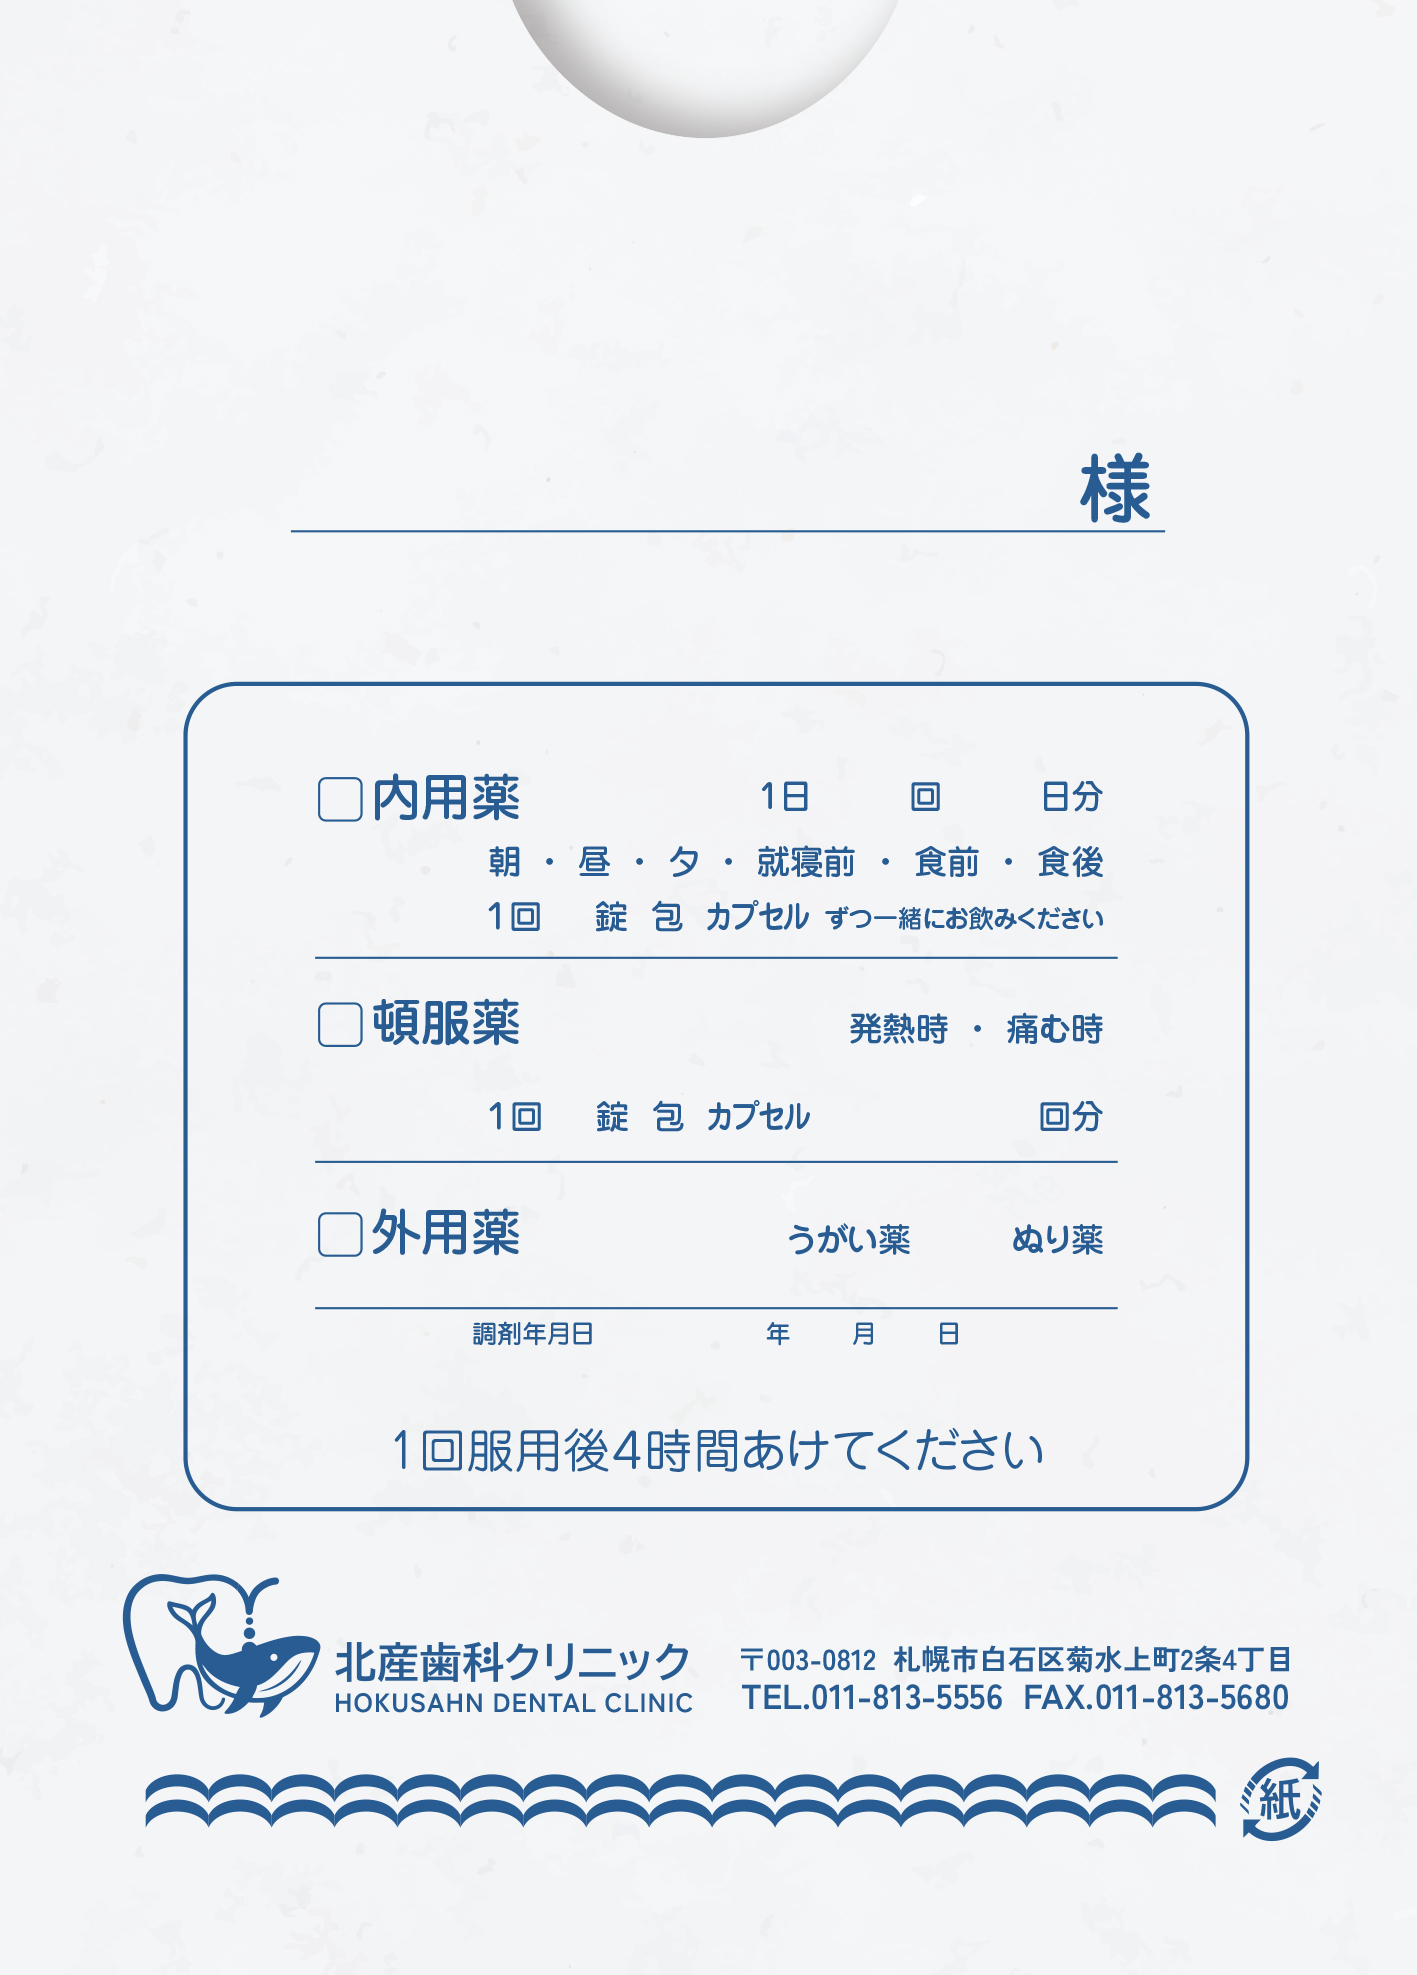 様
□内用薬 1日 回 日分
朝 ・ 昼 ・ 夕 ・ 就寝前 ・ 食前 ・ 食後
1回 錠 包 カプセル ずつ一緒にお飲みください
□頓服薬 発熱時 ・ 痛む時
1回 錠 包 カプセル 回分
□外用薬 うがい薬 ぬり薬
調剤年月日 年 月 日
1回服用後4時間あけてください
北産歯科クリニック
HOKUSAHN DENTAL CLINIC
〒003-0812 札幌市白石区菊水上町2条4丁目
TEL.011-813-5556 FAX.011-813-5680
紙